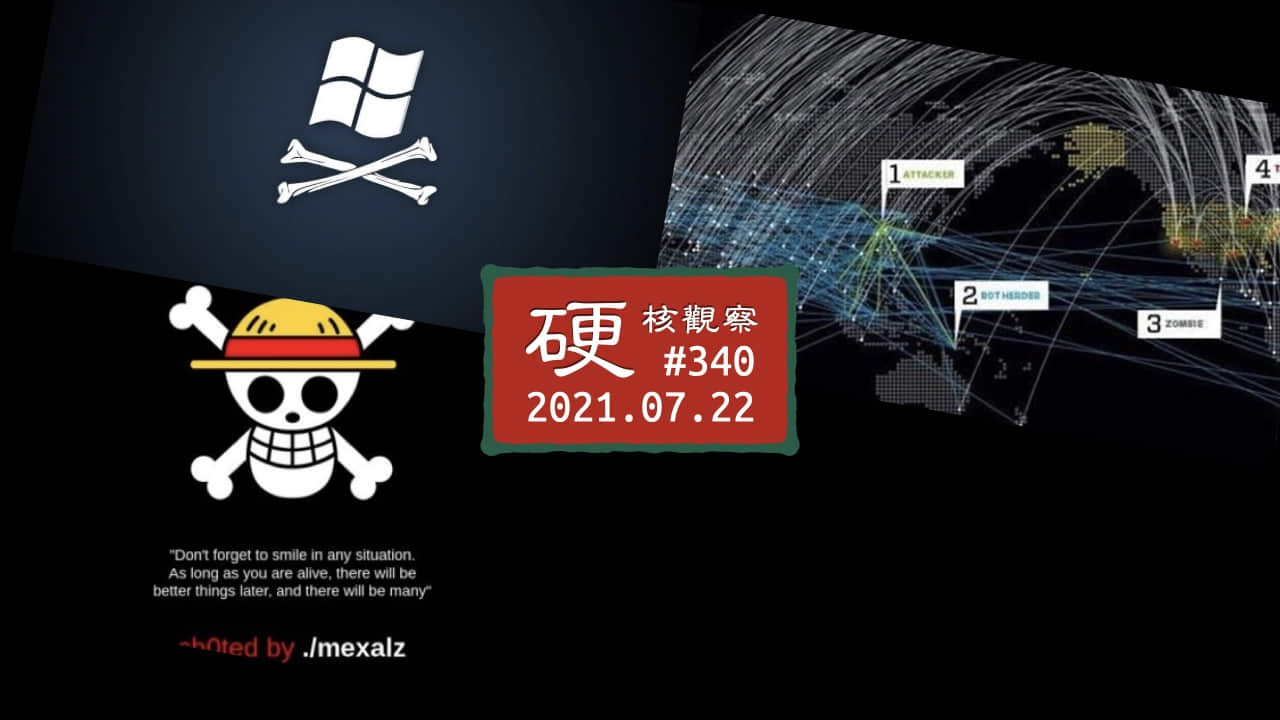 1 ATTACKER
4
2 BOT HERDER
3 ZOMBIE
硬 核觀察
#340
2021.07.22
"Don't forget to smile in any situation.
As long as you are alive, there will be
better things later, and there will be many"
by ./mexalz